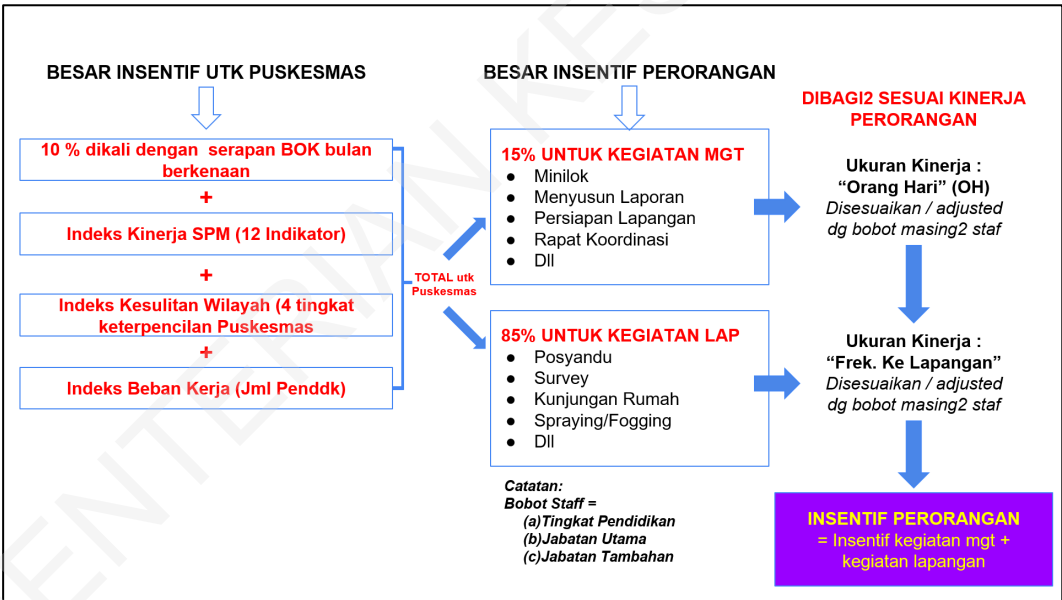 BESAR INSENTIF UTK PUSKESMAS
10 % dikali dengan serapan BOK bulan
berkenaan
+
Indeks Kinerja SPM (12 Indikator)
+
Indeks Kesulitan Wilayah (4 tingkat
keterpencilan Puskesmas
+
Indeks Beban Kerja (Jml Penddk)
TOTAL utk
Puskesmas
BESAR INSENTIF PERORANGAN
15% UNTUK KEGIATAN MGT
● Minilok
● Menyusun Laporan
● Persiapan Lapangan
● Rapat Koordinasi
● Dll
85% UNTUK KEGIATAN LAP
● Posyandu
● Survey
● Kunjungan Rumah
● Spraying/Fogging
● Dll
Catatan:
Bobot Staff =
(a)Tingkat Pendidikan
(b)Jabatan Utama
(c)Jabatan Tambahan
DIBAGI2 SESUAI KINERJA
PERORANGAN
Ukuran Kinerja :
“Orang Hari” (OH)
Disesuaikan / adjusted
dg bobot masing2 staf
Ukuran Kinerja :
“Frek. Ke Lapangan”
Disesuaikan / adjusted
dg bobot masing2 staf
INSENTIF PERORANGAN
= Insentif kegiatan mgt +
kegiatan lapangan
ENTERIAN KE